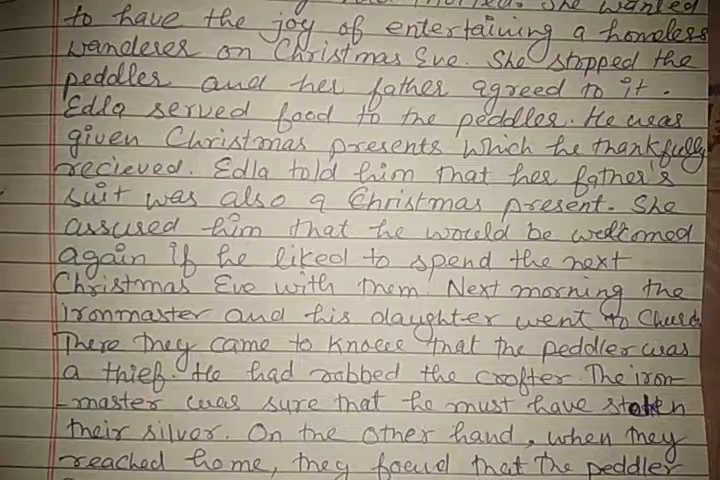 She wanted
to have the joy of entertaining a homeless
wanderer on Christmas Eve. She stopped the
peddler and her father agreed to it.
Edla served food to the peddler. He was
given Christmas presents which he thankfully
recieved. Edla told him that her father's
suit was also a Christmas present. She
assured him that he would be wellcomed
again if he liked to spend the next
Christmas Eve with them. Next morning the
ironmaster and his daughter went to
There they came to know that the peddler was
a thief. He had robbed the crofter. The iron-
-master was sure that he must have stolen
their silver. On the other hand, when they
reached home, they foeud that the peddler